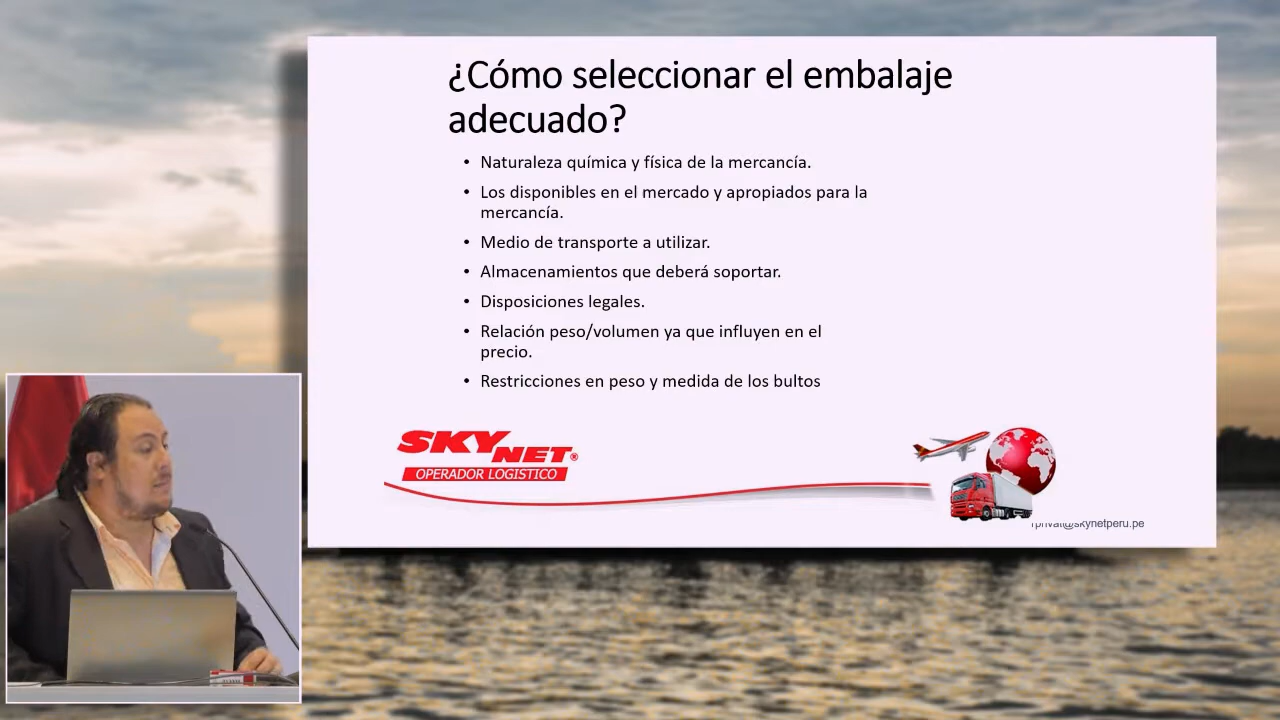 ¿Cómo seleccionar el embalaje
adecuado?
• Naturaleza química y física de la mercancía.
• Los disponibles en el mercado y apropiados para la
mercancía.
• Medio de transporte a utilizar.
• Almacenamientos que deberá soportar.
• Disposiciones legales.
• Relación peso/volumen ya que influyen en el
precio.
• Restricciones en peso y medida de los bultos
SKY NET®
OPERADOR LOGISTICO